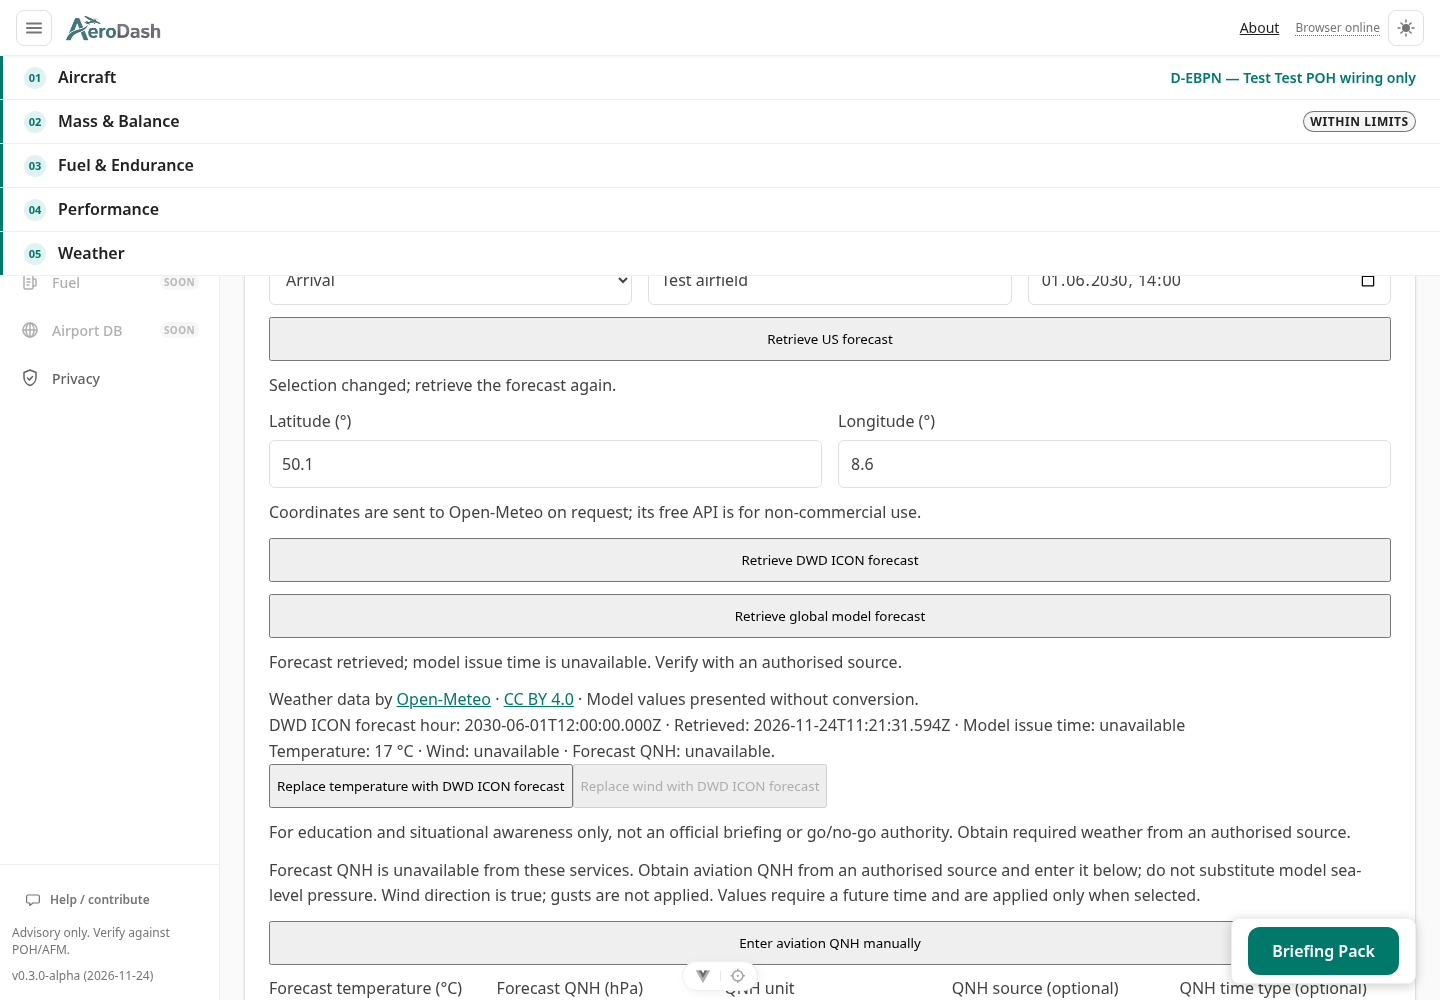 AeroDash
About
Browser online
01 Aircraft
D-EBPN — Test Test POH wiring only
02 Mass & Balance
WITHIN LIMITS
03 Fuel & Endurance
04 Performance
05 Weather
Fuel SOON
Airport DB SOON
Privacy
Arrival
Test airfield
01.06.2030, 14:00
Retrieve US forecast
Selection changed; retrieve the forecast again.
Latitude (°)
Longitude (°)
50.1
8.6
Coordinates are sent to Open-Meteo on request; its free API is for non-commercial use.
Retrieve DWD ICON forecast
Retrieve global model forecast
Forecast retrieved; model issue time is unavailable. Verify with an authorised source.
Weather data by Open-Meteo · CC BY 4.0 · Model values presented without conversion.
DWD ICON forecast hour: 2030-06-01T12:00:00.000Z · Retrieved: 2026-11-24T11:21:31.594Z · Model issue time: unavailable
Temperature: 17 °C · Wind: unavailable · Forecast QNH: unavailable.
Replace temperature with DWD ICON forecast
Replace wind with DWD ICON forecast
For education and situational awareness only, not an official briefing or go/no-go authority. Obtain required weather from an authorised source.
Forecast QNH is unavailable from these services. Obtain aviation QNH from an authorised source and enter it below; do not substitute model sea-
level pressure. Wind direction is true; gusts are not applied. Values require a future time and are applied only when selected.
Enter aviation QNH manually
Forecast temperature (°C)
Forecast QNH (hPa)
QNH unit
QNH source (optional)
QNH time type (optional)
Help / contribute
Advisory only. Verify against
POH/AFM.
v0.3.0-alpha (2026-11-24)
Briefing Pack